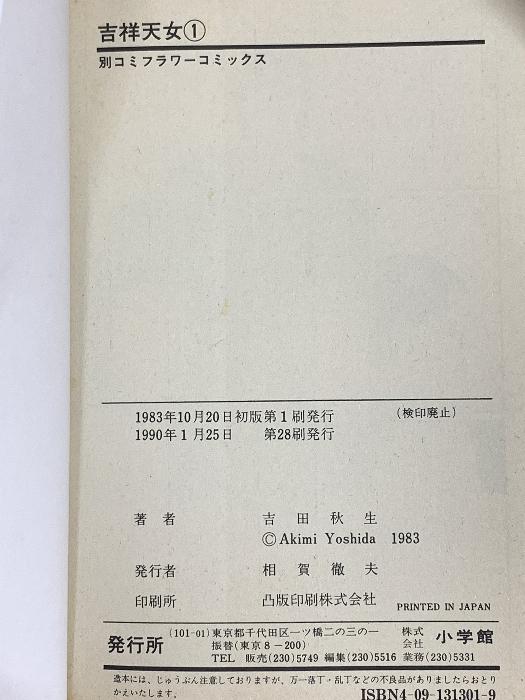 吉祥天女①
別コミフラワーコミックス
1983年10月20日初版第1刷発行 (検印廃止)
1990年1月25日 第28刷発行
著者 吉田秋生
©Akimi Yoshida 1983
発行者 相賀徹夫
印刷所 凸版印刷株式会社 PRINTED IN JAPAN
発行所 (101-01)東京都千代田区一ツ橋二の三の一 株式会社 小学館
振替(東京8-200)
TEL 販売(230)5749 編集(230)5516 業務(230)5331
造本には、じゅうぶん注意しておりますが、万一落丁・乱丁などの不良品がありましたらおとり
かえいたします。 ISBN4-09-131301-9